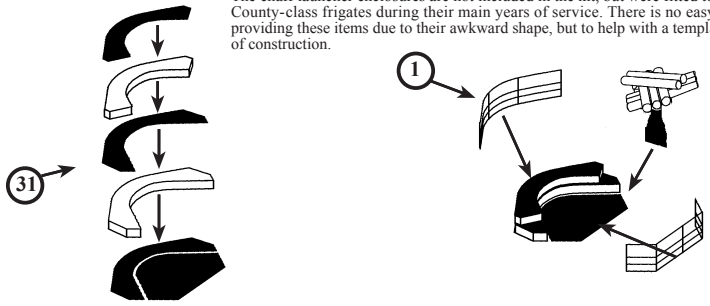 The chaff launcher enclosures are not included in the kit, but were fitted
County-class frigates during their main years of service. There is no easy
providing these items due to their awkward shape, but to help with a templa
of construction.
1
31